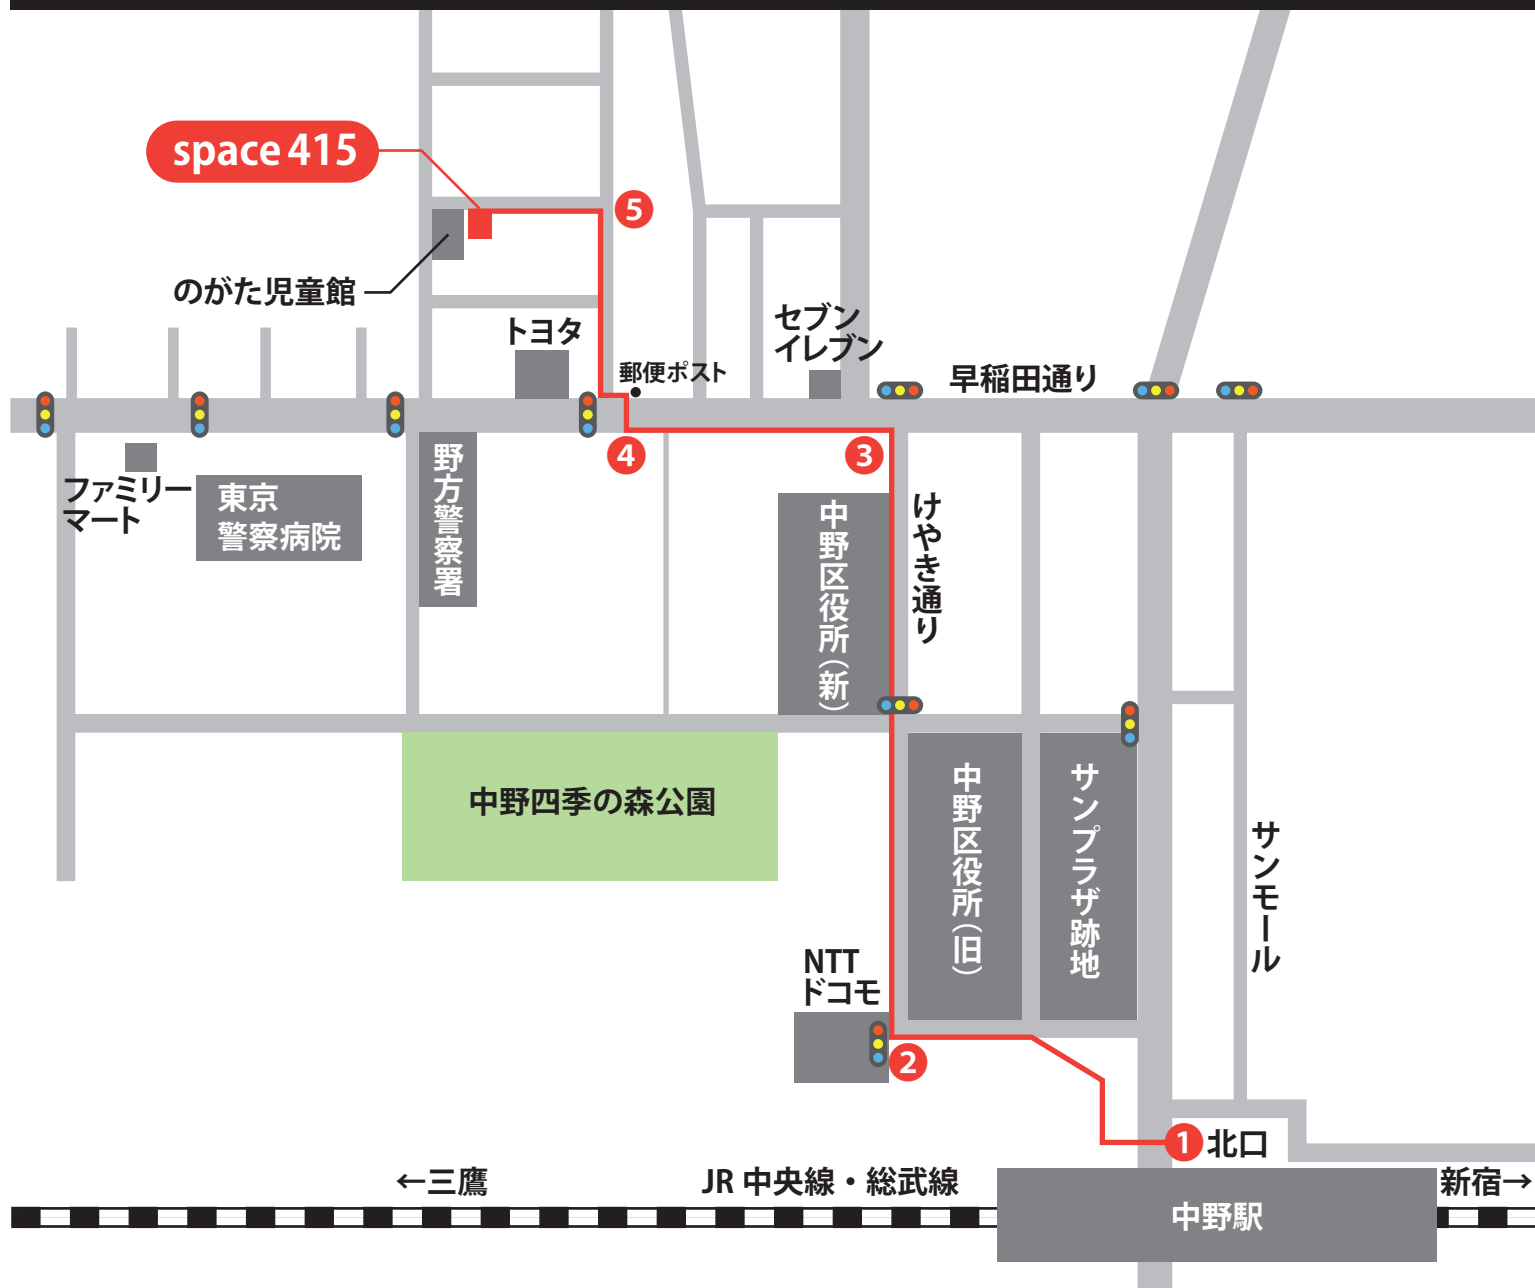 space 415
5
のがた児童館
トヨタ
郵便ポスト
セブン
イレブン
早稲田通り
4
3
ファミリー
マート
東京
警察病院
野方警察署
中野区役所(新)
けやき通り
中野四季の森公園
中野区役所(旧)
サンプラザ跡地
サンモール
NTT
ドコモ
2
1 北口
←三鷹
JR 中央線・総武線
新宿→
中野駅